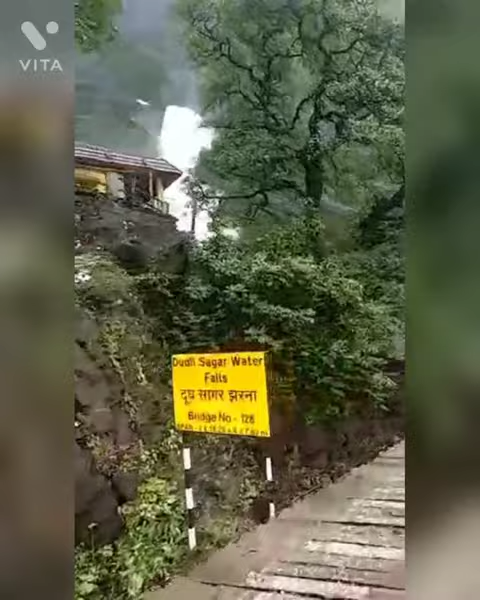 VITA
Dudh Sagar Water
Falls
दूध सागर झरना
Bridge No - 128